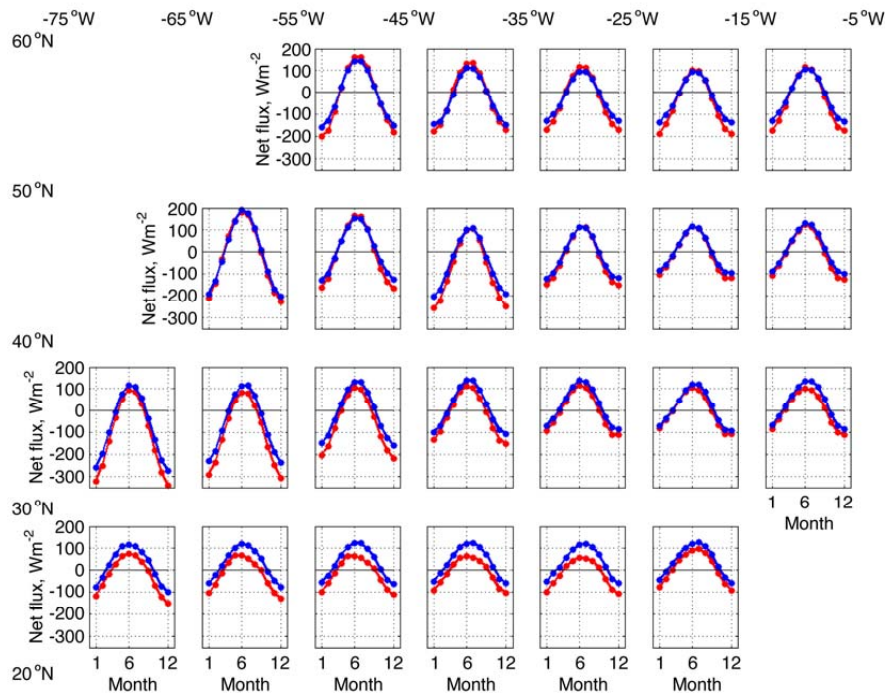 -75°W -65°W -55°W -45°W -35°W -25°W -15°W -5°W
60°N
200
100
0
-100
-200
-300
Net flux, Wm-2
50°N
200
100
0
-100
-200
-300
Net flux, Wm-2
40°N
200
100
0
-100
-200
-300
Net flux, Wm-2
1 6 12
Month
30°N
200
100
0
-100
-200
-300
Net flux, Wm-2
1 6 12 1 6 12 1 6 12 1 6 12 1 6 12 1 6 12
20°N
Month Month Month Month Month Month